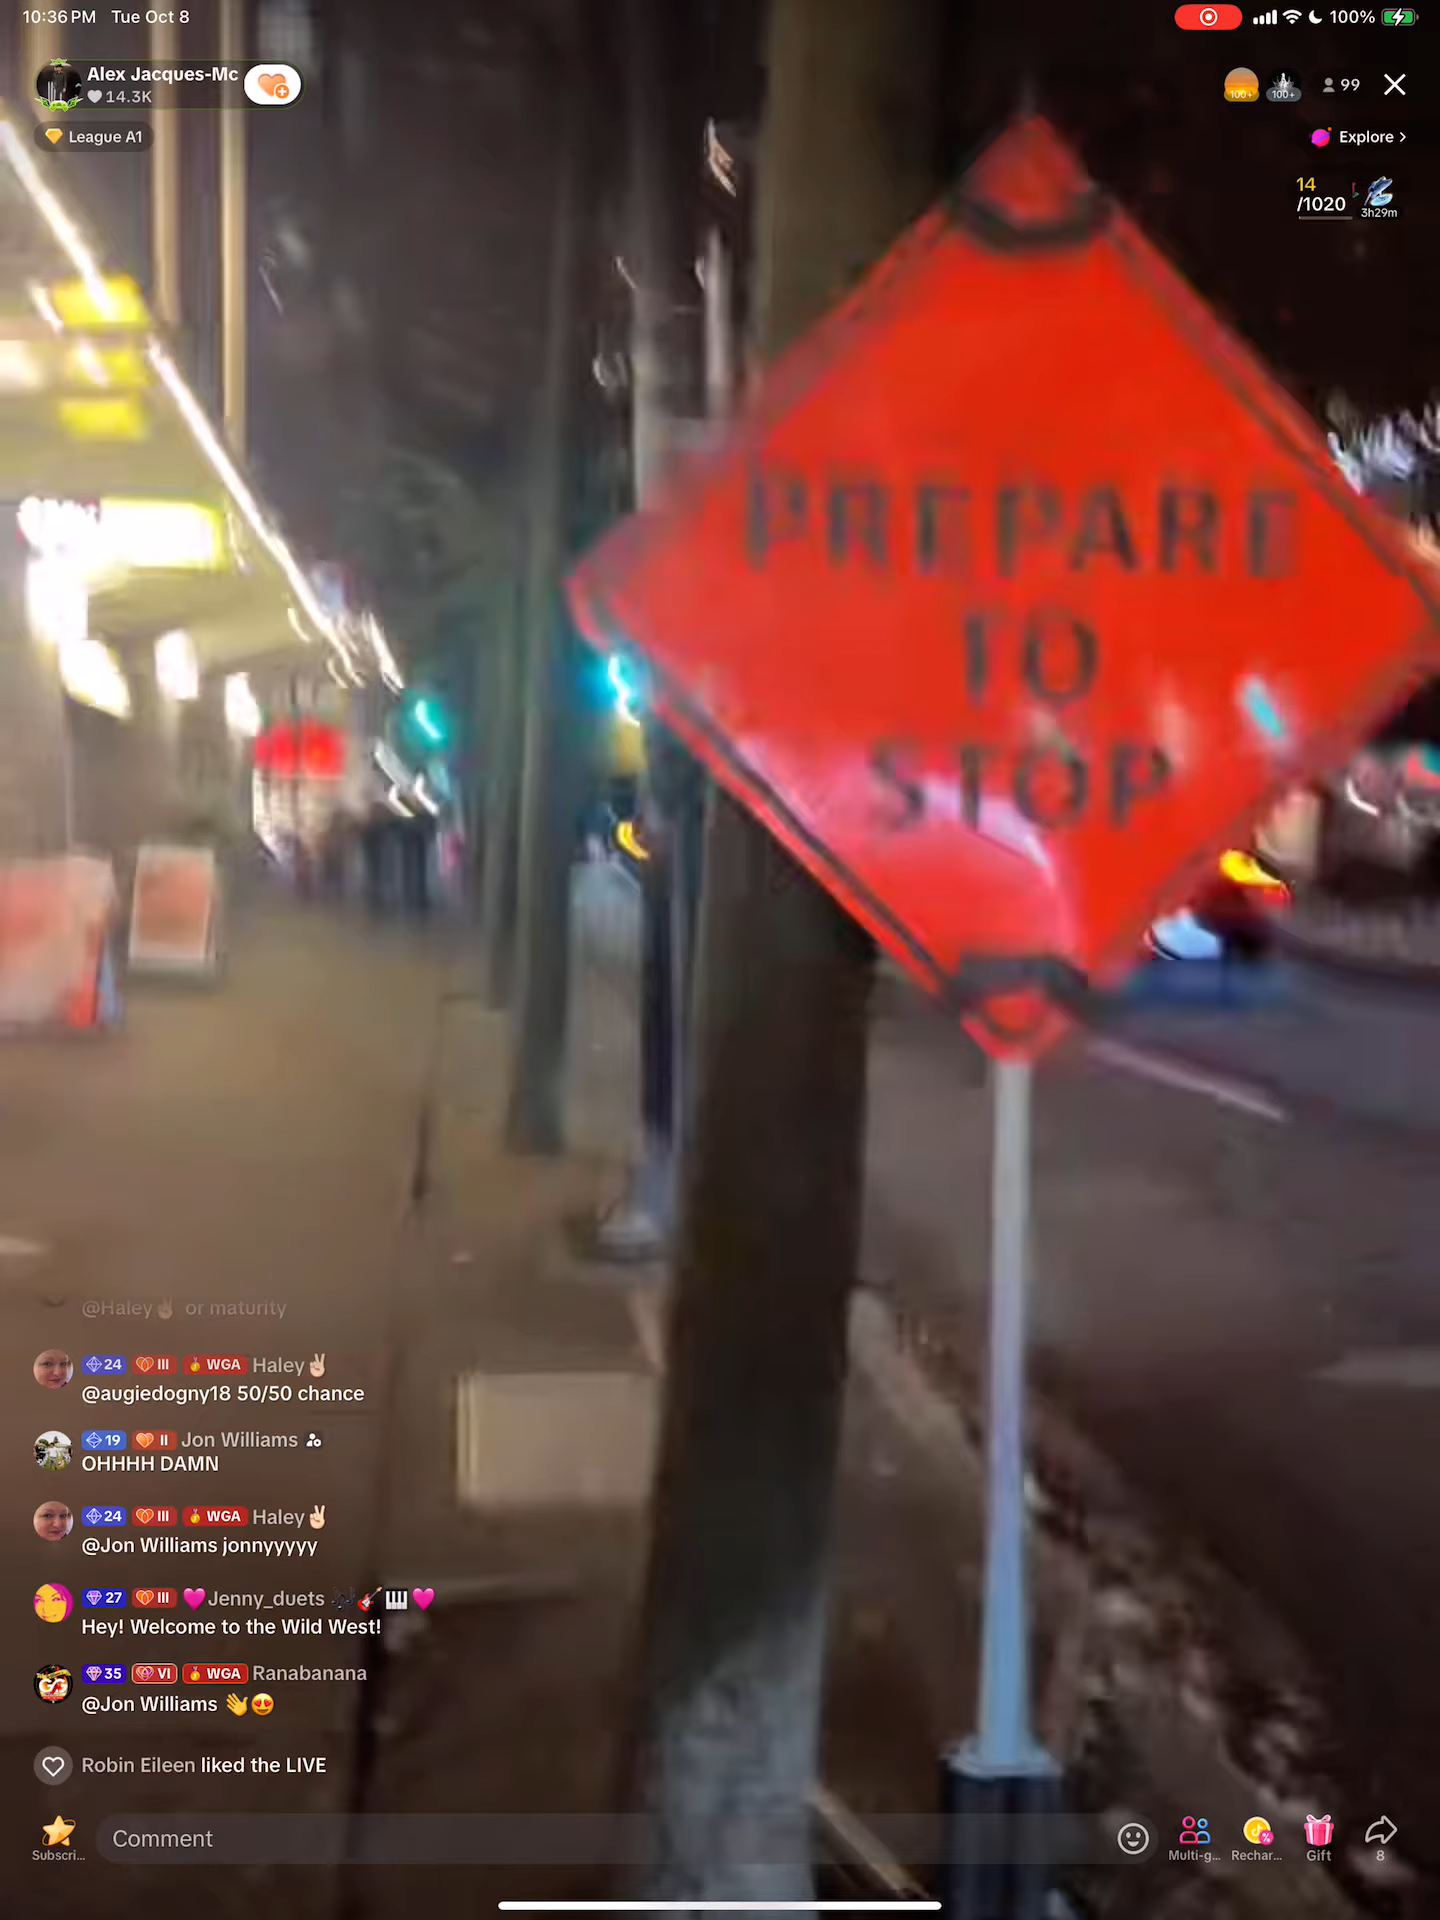 10:36 PM Tue Oct 8
100%
Alex Jacques-Mc
14.3K
100+
100+
99
League A1
Explore >
14
/1020
3h29m
PREPARE
TO
STOP
@Haley✌🏻 or maturity
24 III WGA Haley✌🏻
@augiedogny18 50/50 chance
19 II Jon Williams
OHHHH DAMN
24 III WGA Haley✌🏻
@Jon Williams jonnyyyyy
27 III 💗Jenny_duets 🎶🎸🎹💗
Hey! Welcome to the Wild West!
35 VI WGA Ranabanana
@Jon Williams 👋😍
Robin Eileen liked the LIVE
Subscri...
Comment
Multi-g...
Rechar...
Gift
8